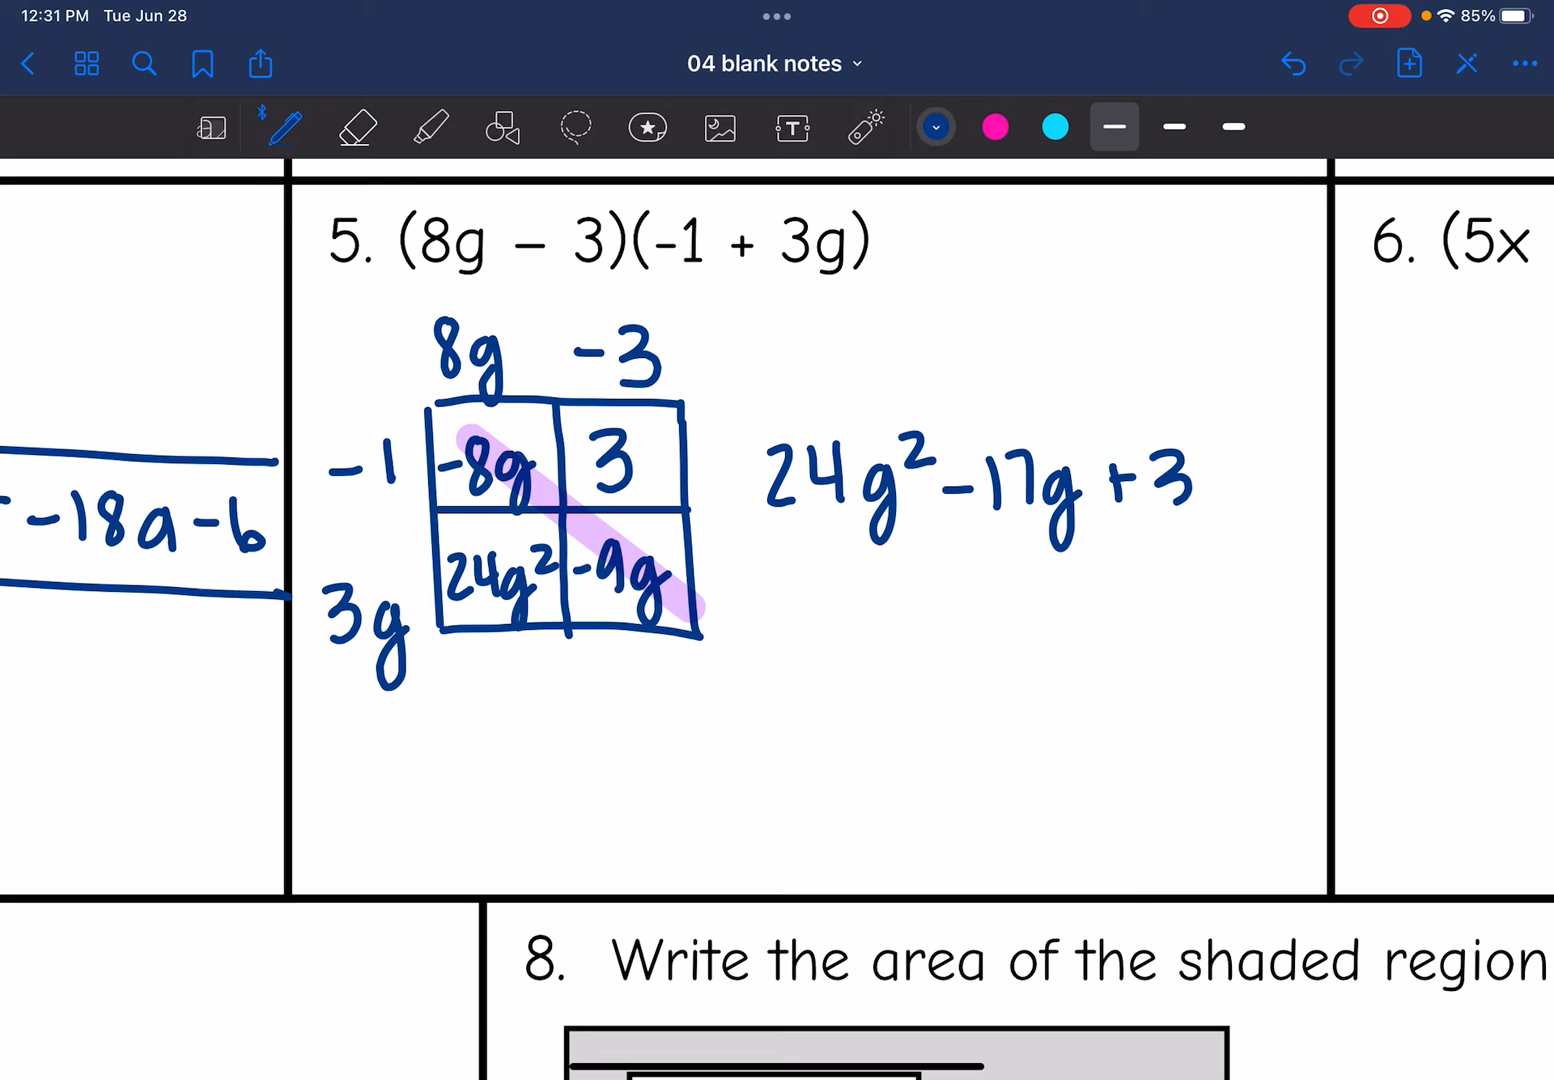 12:31 PM Tue Jun 28
85%
04 blank notes
T
5. (8g – 3)(-1 + 3g)
6. (5x
8g -3
-1 -8g 3
24g² -17g +3
-18a -6
3g 24g² -9g
8. Write the area of the shaded region